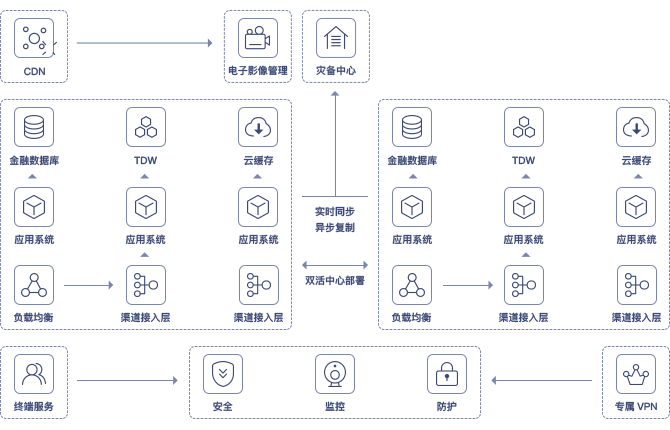 CDN
电子影像管理
灾备中心
金融数据库
TDW
云缓存
应用系统
应用系统
应用系统
负载均衡
渠道接入层
渠道接入层
实时同步
异步复制
双活中心部署
金融数据库
TDW
云缓存
应用系统
应用系统
应用系统
负载均衡
渠道接入层
渠道接入层
终端服务
安全
监控
防护
专属 VPN